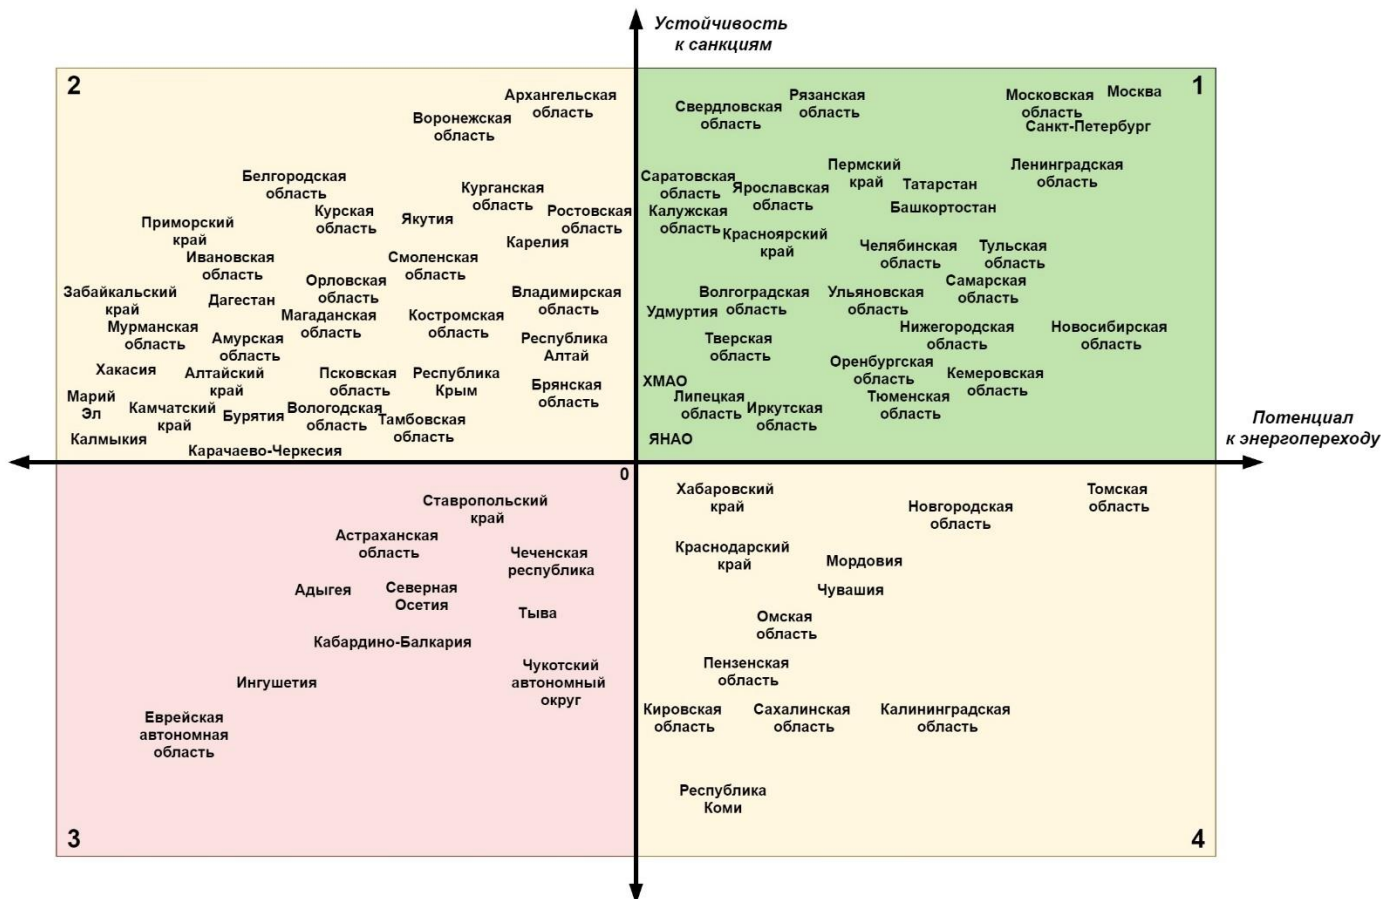 Устойчивость
к санкциям
2
Архангельская
область
Воронежская
область
Белгородская
область
Курганская
область
Курская
область
Якутия
Ростовская
область
Приморский
край
Карелия
Ивановская
область
Смоленская
область
Орловская
область
Забайкальский
край
Дагестан
Владимирская
область
Магаданская
область
Костромская
область
Мурманская
область
Амурская
область
Республика
Алтай
Хакасия
Алтайский
край
Псковская
область
Республика
Крым
Брянская
область
Марий
Эл
Камчатский
край
Бурятия
Вологодская
область
Тамбовская
область
Калмыкия
Карачаево-Черкесия
1
Свердловская
область
Рязанская
область
Московская
область
Москва
Санкт-Петербург
Саратовская
область
Ярославская
область
Пермский
край
Татарстан
Ленинградская
область
Калужская
область
Башкортостан
Красноярский
край
Челябинская
область
Тульская
область
Самарская
область
Волгоградская
область
Ульяновская
область
Удмуртия
Нижегородская
область
Новосибирская
область
Тверская
область
Оренбургская
область
Кемеровская
область
ХМАО
Липецкая
область
Иркутская
область
Тюменская
область
ЯНАО
Потенциал
к энергопереходу
0
Ставропольский
край
Астраханская
область
Чеченская
республика
Адыгея
Северная
Осетия
Тыва
Кабардино-Балкария
Ингушетия
Чукотский
автономный
округ
Еврейская
автономная
область
3
Хабаровский
край
Новгородская
область
Томская
область
Краснодарский
край
Мордовия
Чувашия
Омская
область
Пензенская
область
Кировская
область
Сахалинская
область
Калининградская
область
Республика
Коми
4